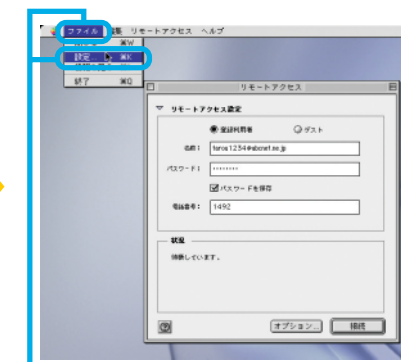 ファイル 編集 リモートアクセス ヘルプ
⌘W
設定... ⌘K
終了 ⌘Q
リモートアクセス
リモートアクセス設定
登録利用者 ゲスト
名前：
パスワード： ••••••••
パスワードを保存
電話番号： 1492
状況
待機しています.
オプション... 接続